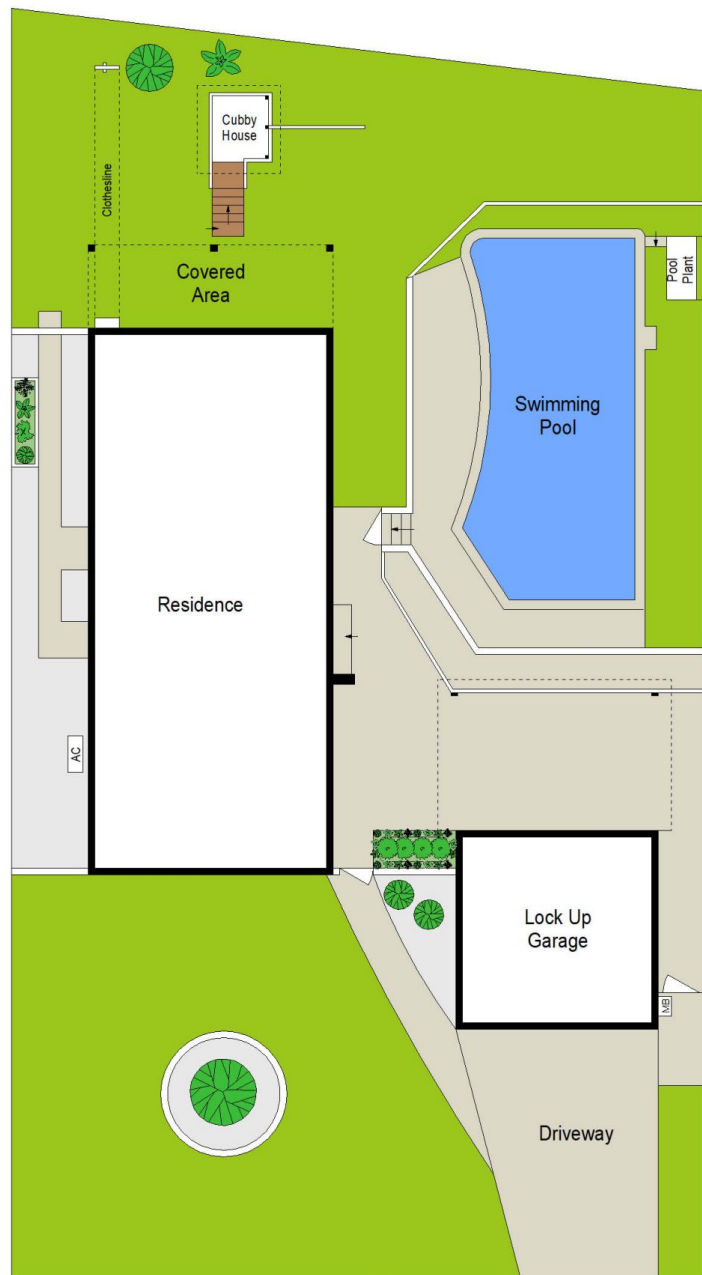 Cubby
House
Clothesline
Covered
Area
Pool
Plant
Swimming
Pool
Residence
AC
Lock Up
Garage
MB
Driveway